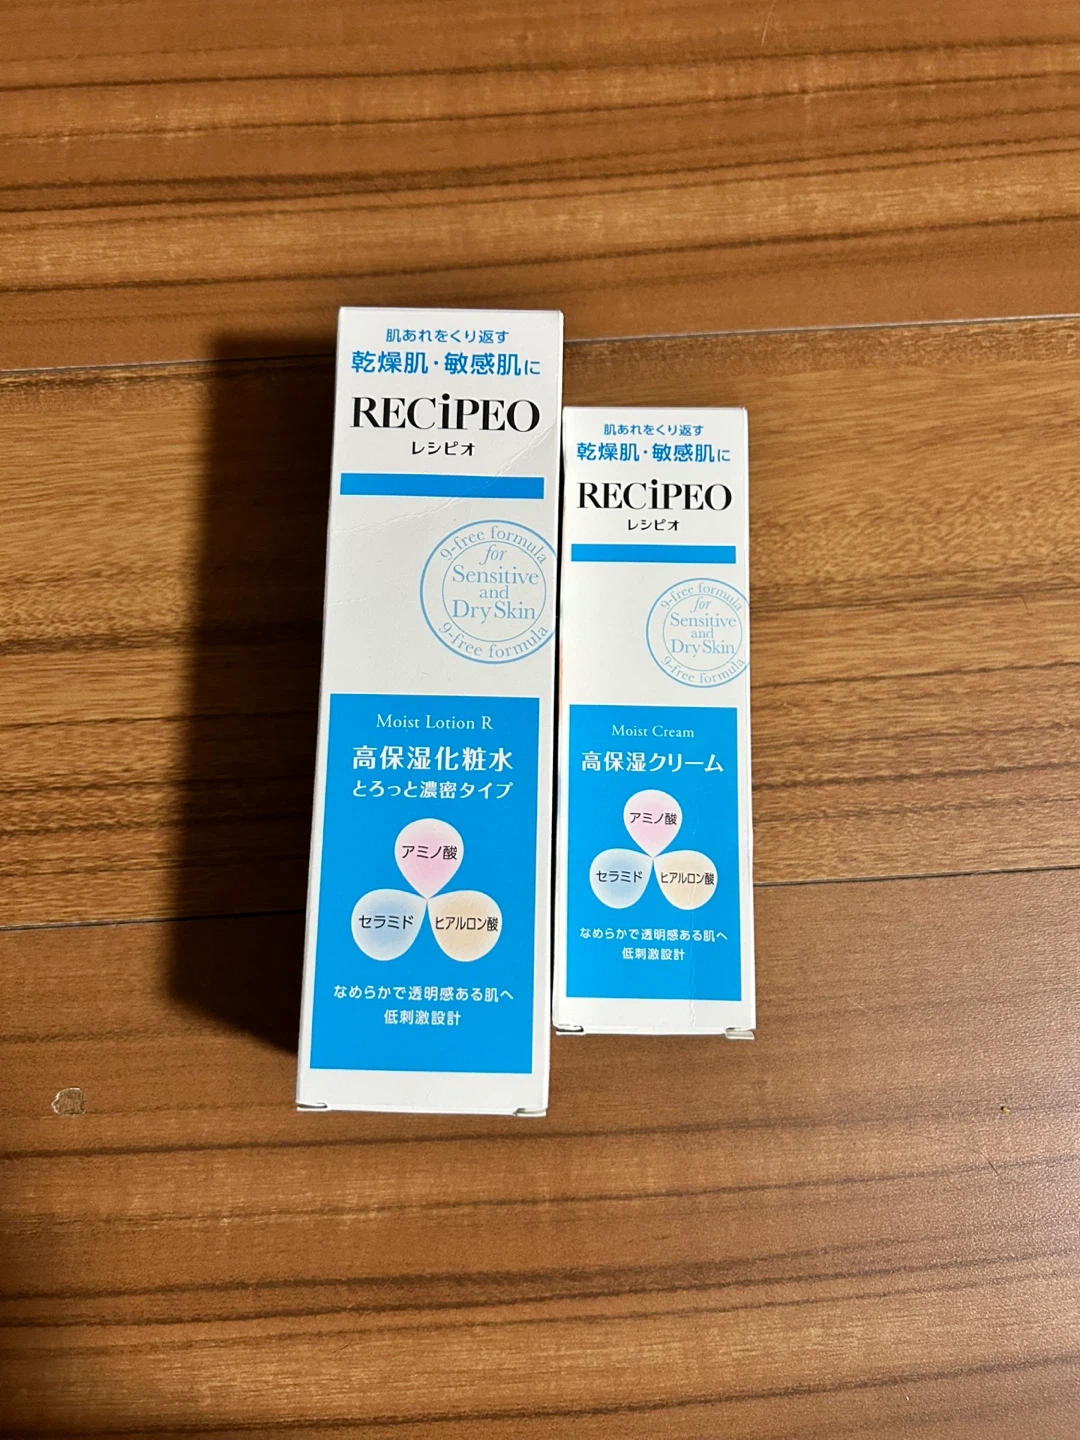 肌あれをくり返す
乾燥肌・敏感肌に
RECiPEO
レシピオ
9-free formula
for
Sensitive
and
Dry Skin
9-free formula
Moist Lotion R
高保湿化粧水
とろっと濃密タイプ
アミノ酸
セラミド
ヒアルロン酸
なめらかで透明感ある肌へ
低刺激設計
肌あれをくり返す
乾燥肌・敏感肌に
RECiPEO
レシピオ
9-free formula
for
Sensitive
and
Dry Skin
9-free formula
Moist Cream
高保湿クリーム
アミノ酸
セラミド
ヒアルロン酸
なめらかで透明感ある肌へ
低刺激設計